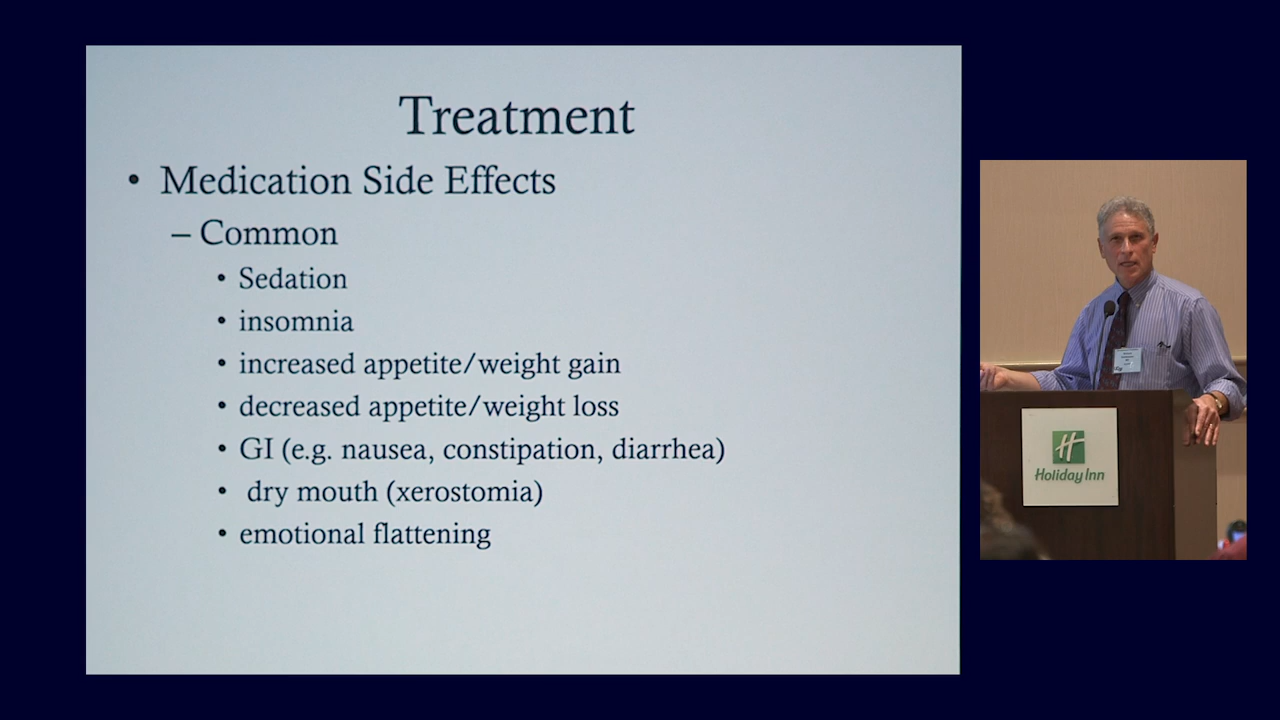 Treatment
• Medication Side Effects
– Common
• Sedation
• insomnia
• increased appetite/weight gain
• decreased appetite/weight loss
• GI (e.g. nausea, constipation, diarrhea)
• dry mouth (xerostomia)
• emotional flattening
H
Holiday Inn